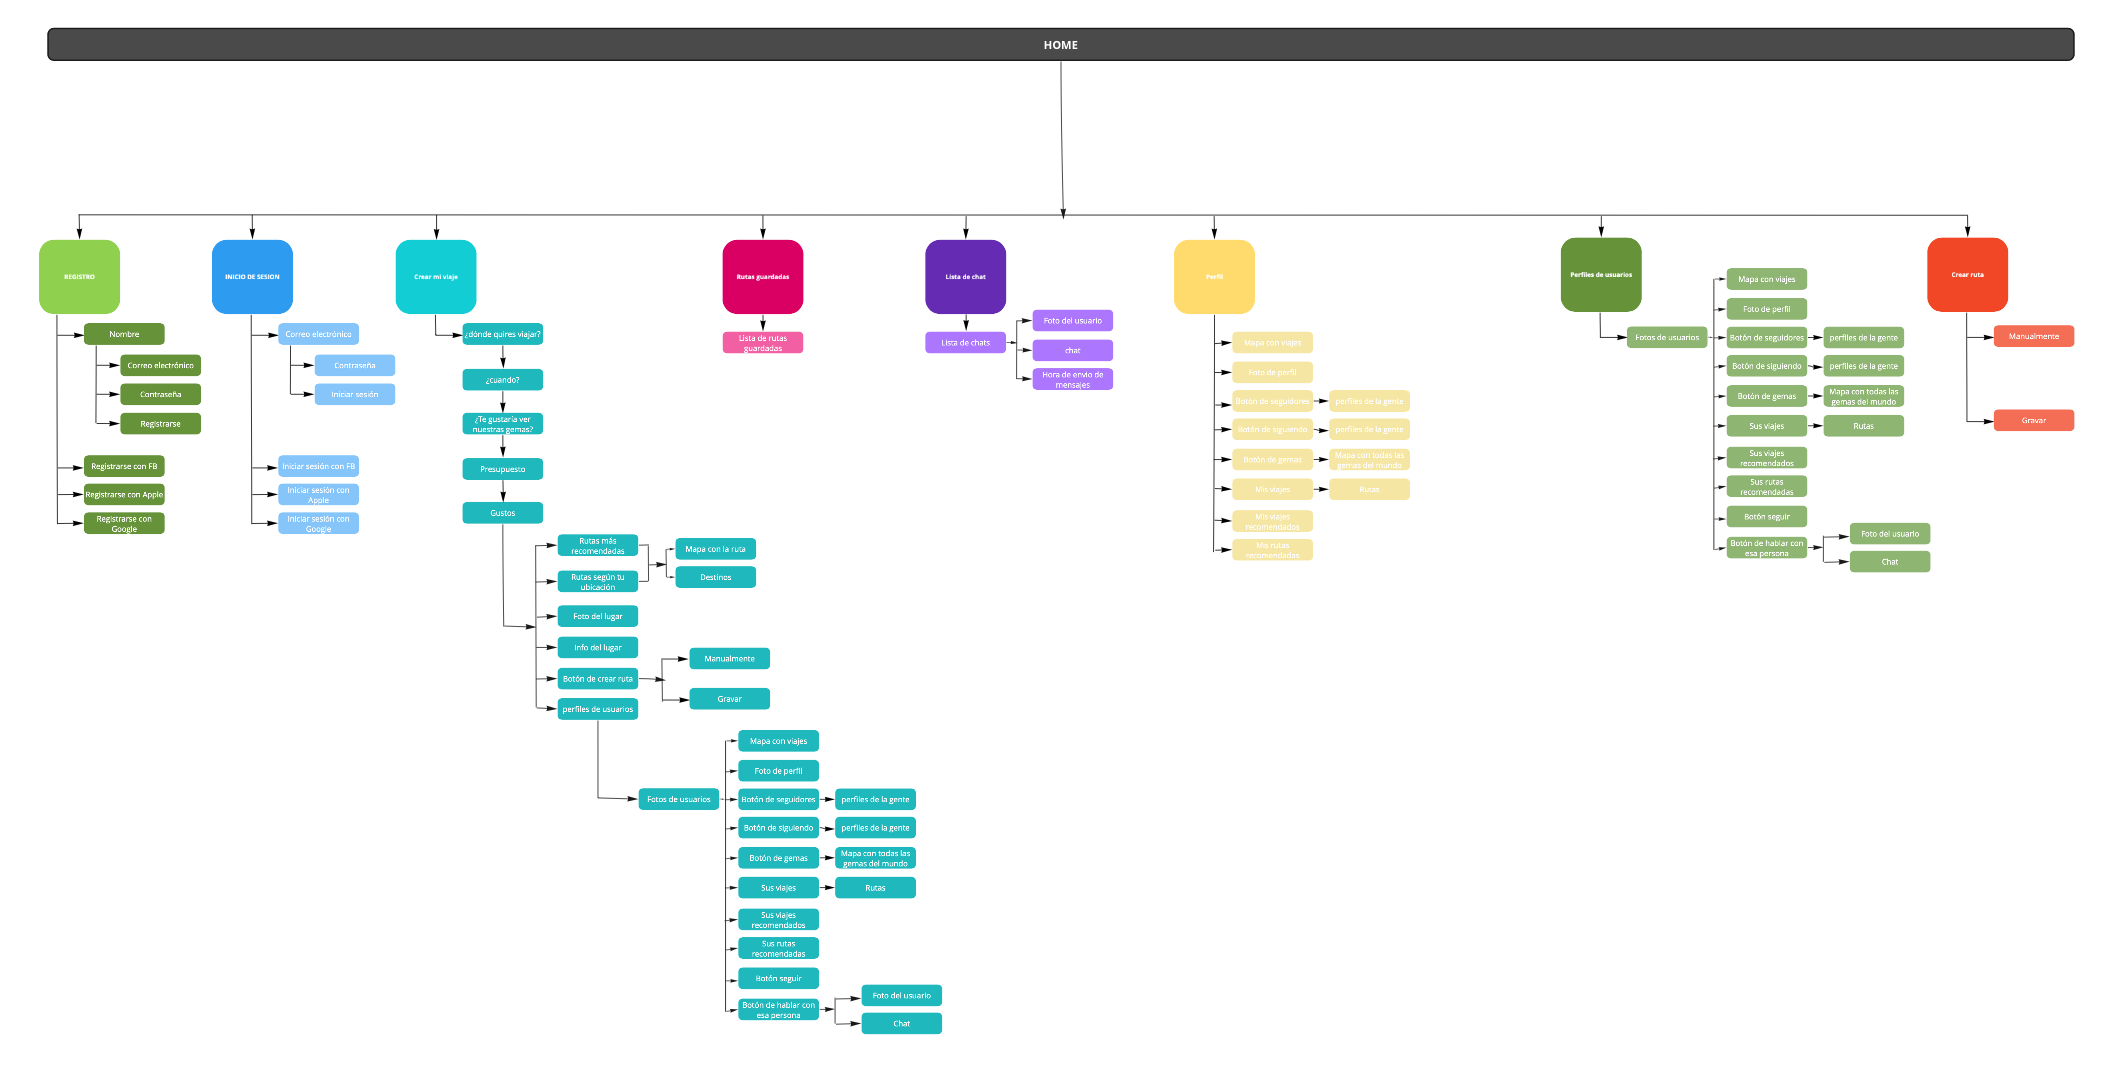 HOME
REGISTRO
Nombre
Correo electrónico
Contraseña
Registrarse
Registrarse con FB
Registrarse con Apple
Registrarse con
Google
INICIO DE SESION
Correo electrónico
Contraseña
Iniciar sesión
Iniciar sesión con FB
Iniciar sesión con
Apple
Iniciar sesión con
Google
Crear mi viaje
¿dónde quires viajar?
¿cuando?
¿Te gustaría ver
nuestras gemas?
Presupuesto
Gustos
Rutas más
recomendadas
Rutas según tu
ubicación
Mapa con la ruta
Destinos
Foto del lugar
Info del lugar
Botón de crear ruta
Manualmente
Gravar
perfiles de usuarios
Fotos de usuarios
Mapa con viajes
Foto de perfil
Botón de seguidores
perfiles de la gente
Botón de siguiendo
perfiles de la gente
Botón de gemas
Mapa con todas las
gemas del mundo
Sus viajes
Rutas
Sus viajes
recomendados
Sus rutas
recomendadas
Botón seguir
Botón de hablar con
esa persona
Foto del usuario
Chat
Rutas guardadas
Lista de rutas
guardadas
Lista de chat
Lista de chats
Foto del usuario
chat
Hora de envio de
mensajes
Perfil
Mapa con viajes
Foto de perfil
Botón de seguidores
perfiles de la gente
Botón de siguiendo
perfiles de la gente
Botón de gemas
Mapa con todas las
gemas del mundo
Mis viajes
Rutas
Mis viajes
recomendados
Mis rutas
recomendadas
Perfiles de usuarios
Fotos de usuarios
Mapa con viajes
Foto de perfil
Botón de seguidores
perfiles de la gente
Botón de siguiendo
perfiles de la gente
Botón de gemas
Mapa con todas las
gemas del mundo
Sus viajes
Rutas
Sus viajes
recomendados
Sus rutas
recomendadas
Botón seguir
Botón de hablar con
esa persona
Foto del usuario
Chat
Crear ruta
Manualmente
Gravar